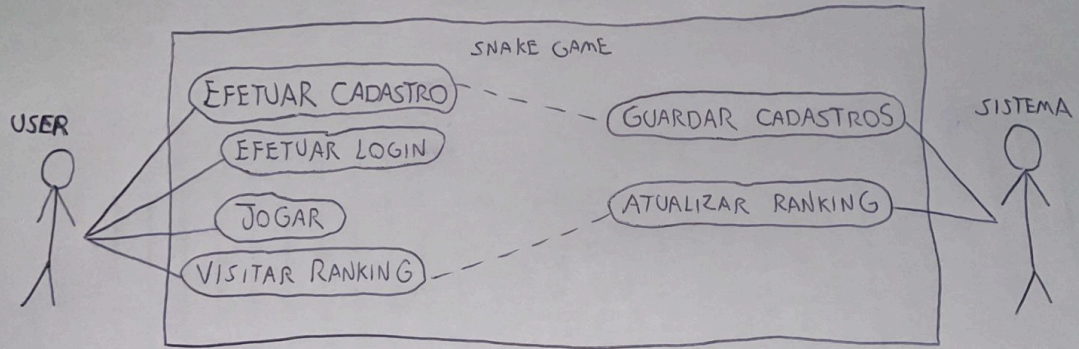 SNAKE GAME
USER
EFETUAR CADASTRO
EFETUAR LOGIN
JOGAR
VISITAR RANKING
GUARDAR CADASTROS
ATUALIZAR RANKING
SISTEMA